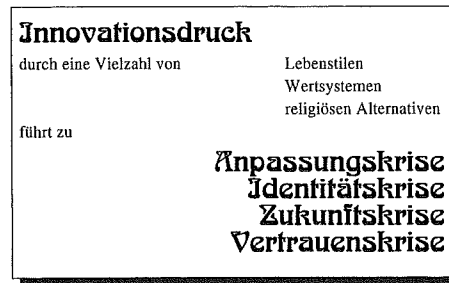 Innovationsdruck
durch eine Vielzahl von Lebenstilen
Wertsystemen
religiösen Alternativen
führt zu
Anpassungskrise
Identitätskrise
Zukunftskrise
Vertrauenskrise